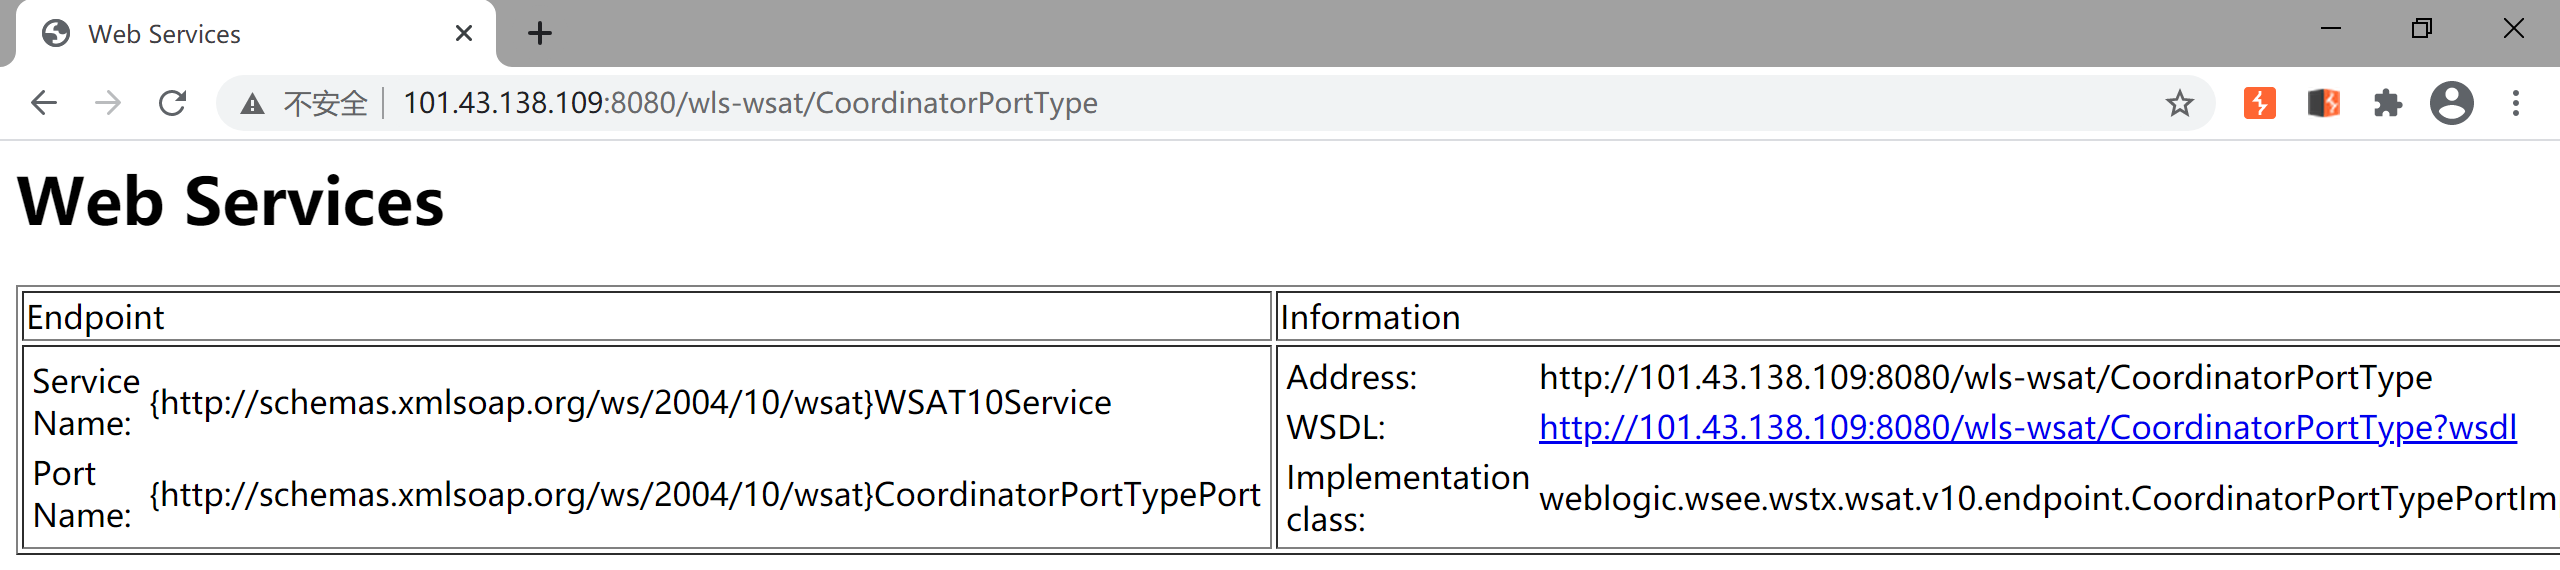 Web Services
不安全 101.43.138.109:8080/wls-wsat/CoordinatorPortType
Web Services
Endpoint Information
Service Name: {http://schemas.xmlsoap.org/ws/2004/10/wsat}WSAT10Service
Port Name: {http://schemas.xmlsoap.org/ws/2004/10/wsat}CoordinatorPortTypePort
Address: http://101.43.138.109:8080/wls-wsat/CoordinatorPortType
WSDL: http://101.43.138.109:8080/wls-wsat/CoordinatorPortType?wsdl
Implementation class: weblogic.wsee.wstx.wsat.v10.endpoint.CoordinatorPortTypePortIm